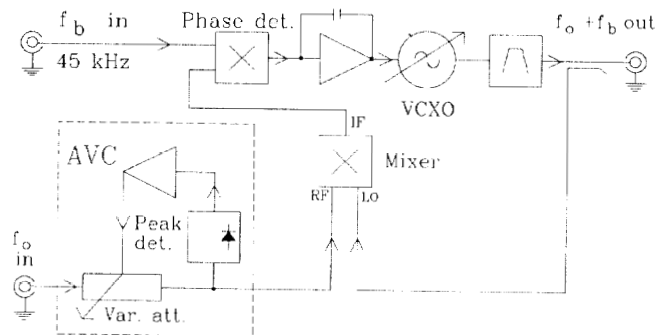 f_b in
45 kHz
Phase det.
VCXO
f_o + f_b out
IF
Mixer
RF
LO
AVC
Peak
det.
f_o
in
Var. att.